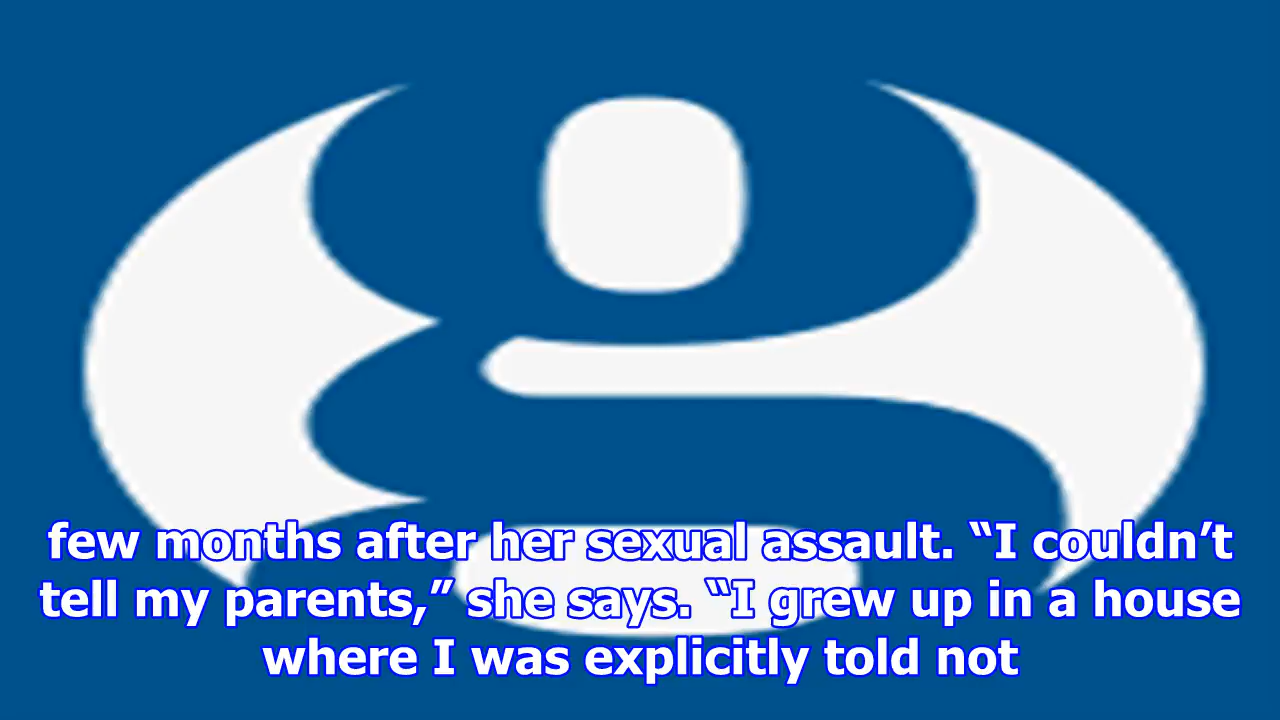 few months after her sexual assault. “I couldn’t
tell my parents,” she says. “I grew up in a house
where I was explicitly told not